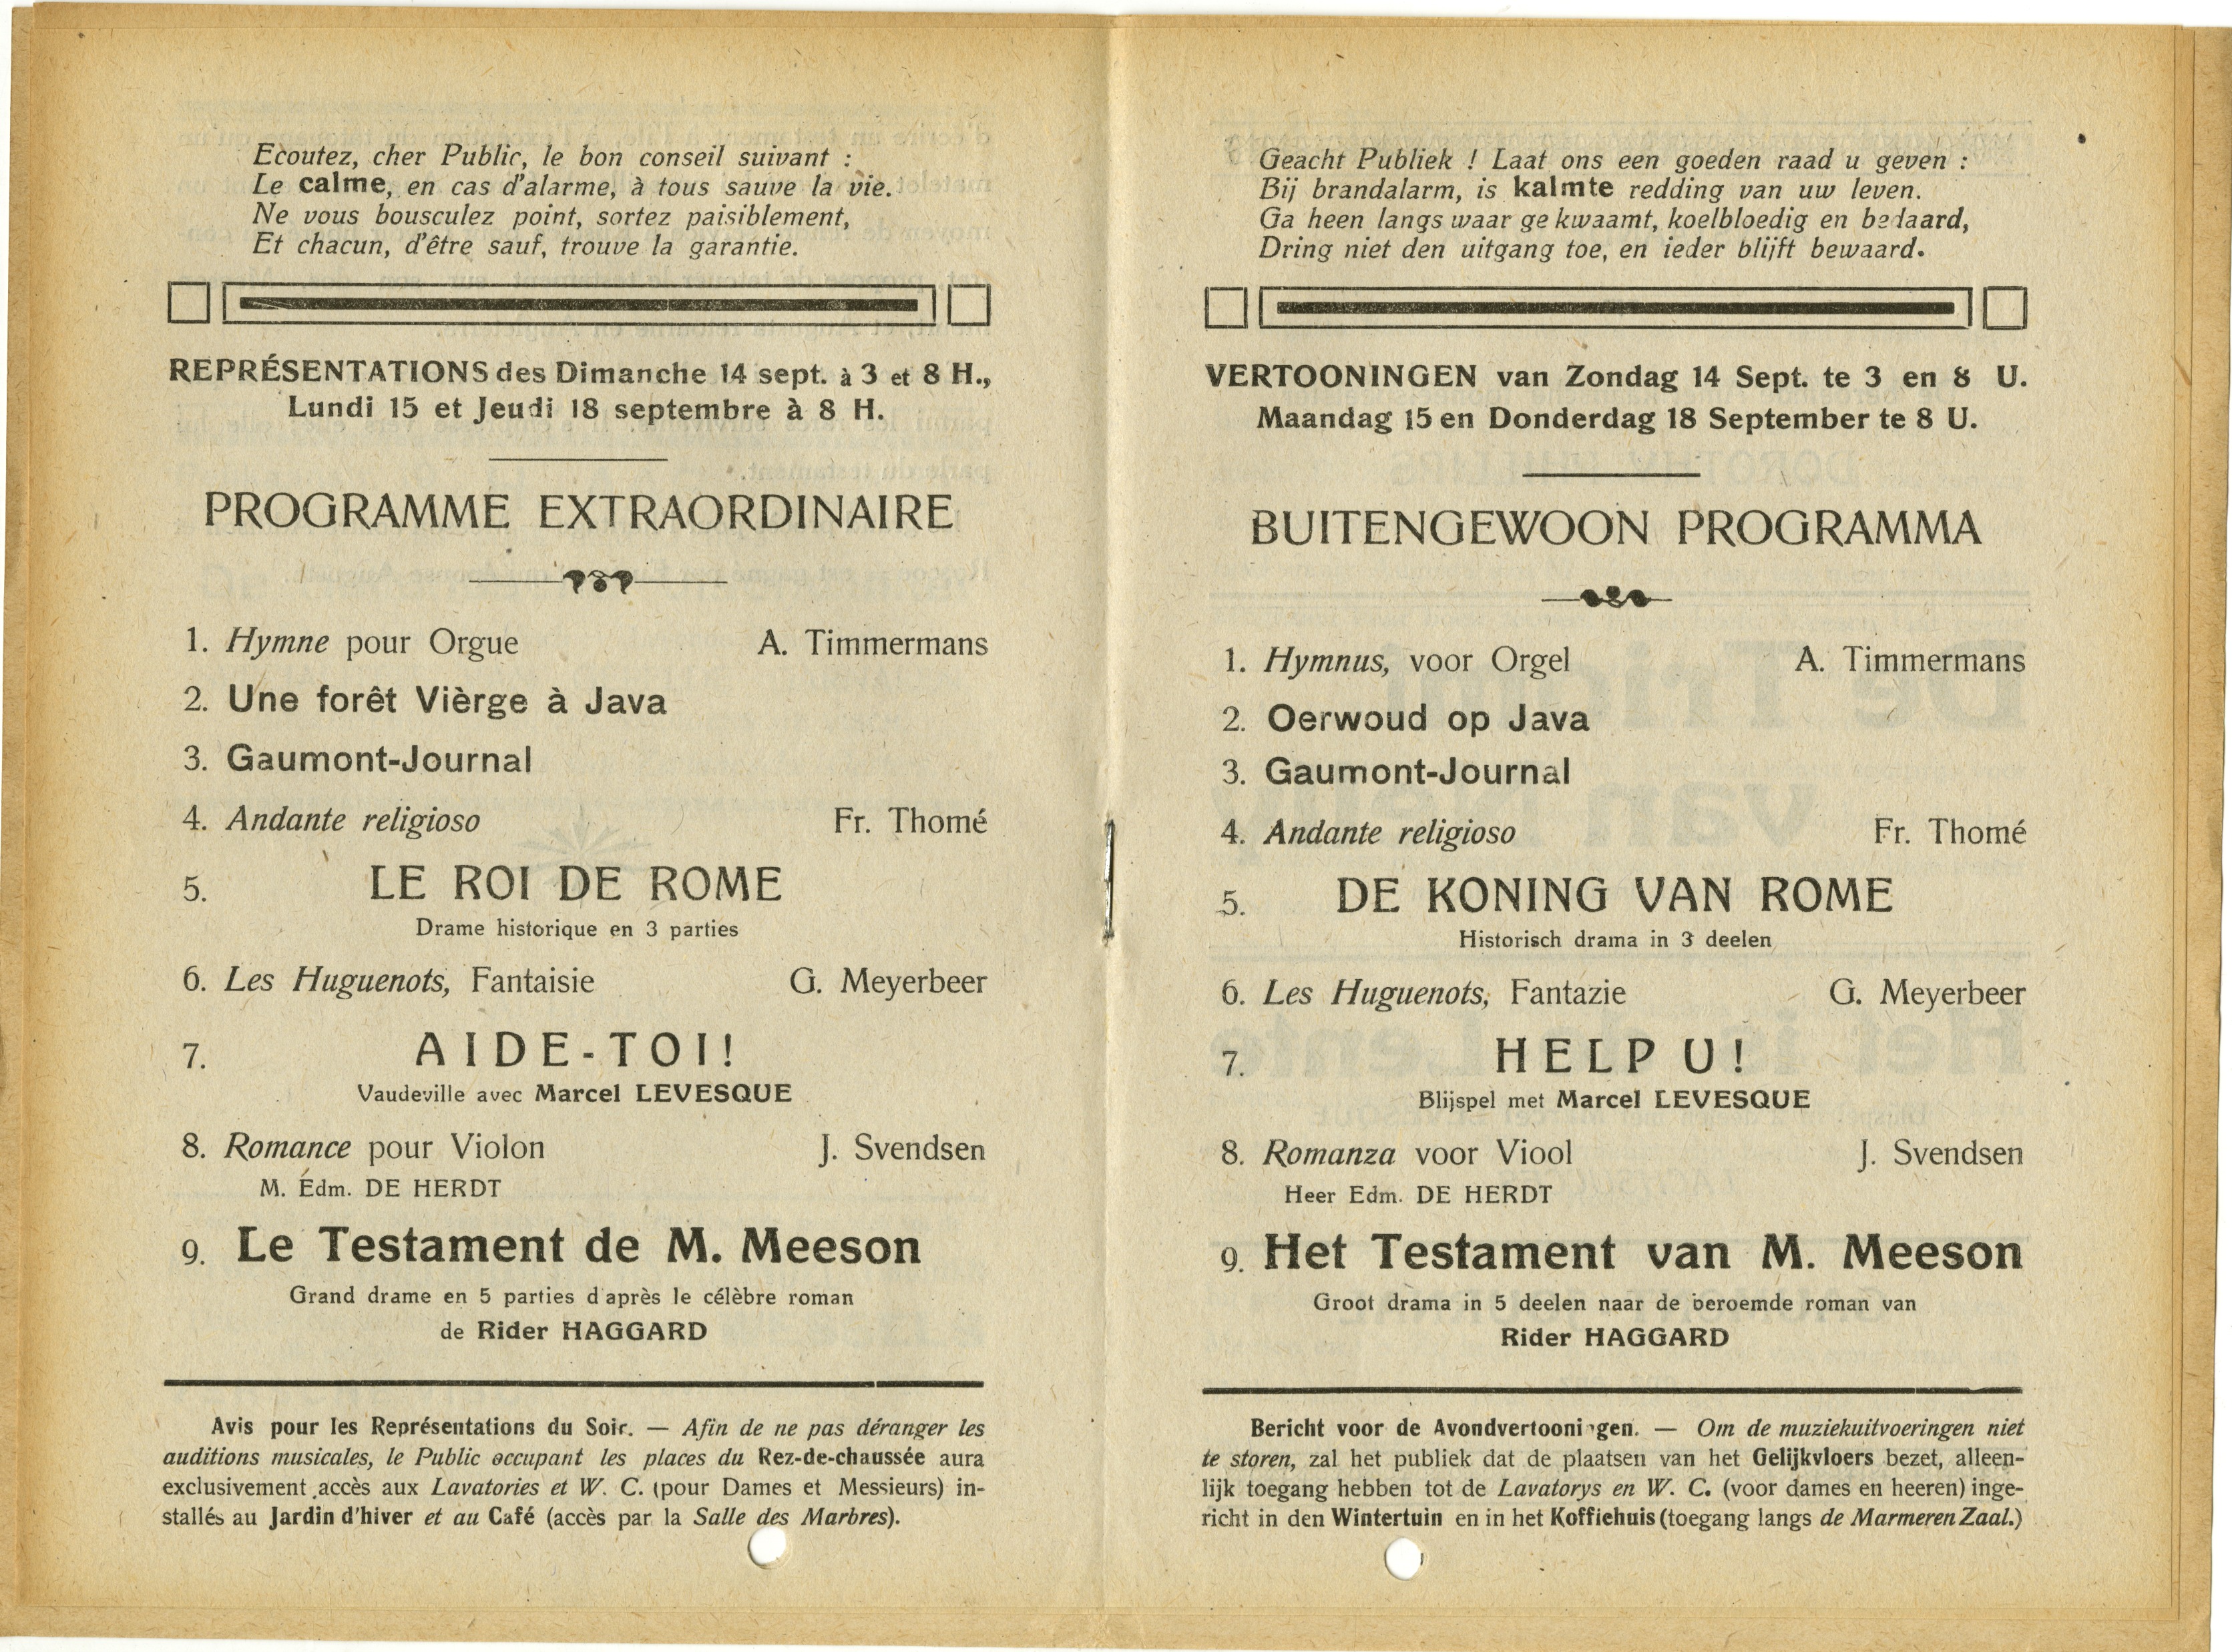 Ecoutez, cher Public, le bon conseil suivant :
Le calme, en cas d'alarme, à tous sauve la vie.
Ne vous bousculez point, sortez paisiblement,
Et chacun, d'être sauf, trouve la garantie.
REPRÉSENTATIONS des Dimanche 14 sept. à 3 et 8 H.,
Lundi 15 et Jeudi 18 septembre à 8 H.
PROGRAMME EXTRAORDINAIRE
1. Hymne pour Orgue A. Timmermans
2. Une forêt Vièrge à Java
3. Gaumont-Journal
4. Andante religioso Fr. Thomé
5. LE ROI DE ROME
Drame historique en 3 parties
6. Les Huguenots, Fantaisie G. Meyerbeer
7. AIDE-TOI!
Vaudeville avec Marcel LEVESQUE
8. Romance pour Violon J. Svendsen
M. Édm. DE HERDT
9. Le Testament de M. Meeson
Grand drame en 5 parties d'après le célèbre roman
de Rider HAGGARD
Avis pour les Représentations du Soir. — Afin de ne pas déranger les
auditions musicales, le Public occupant les places du Rez-de-chaussée aura
exclusivement accès aux Lavatories et W. C. (pour Dames et Messieurs) in-
stallés au Jardin d'hiver et au Café (accès par la Salle des Marbres).
Geacht Publiek ! Laat ons een goeden raad u geven :
Bij brandalarm, is kalmte redding van uw leven.
Ga heen langs waar ge kwaamt, koelbloedig en bedaard,
Dring niet den uitgang toe, en ieder blijft bewaard.
VERTOONINGEN van Zondag 14 Sept. te 3 en 8 U.
Maandag 15 en Donderdag 18 September te 8 U.
BUITENGEWOON PROGRAMMA
1. Hymnus, voor Orgel A. Timmermans
2. Oerwoud op Java
3. Gaumont-Journal
4. Andante religioso Fr. Thomé
5. DE KONING VAN ROME
Historisch drama in 3 deelen
6. Les Huguenots, Fantazie G. Meyerbeer
7. HELP U!
Blijspel met Marcel LEVESQUE
8. Romanza voor Viool J. Svendsen
Heer Edm. DE HERDT
9. Het Testament van M. Meeson
Groot drama in 5 deelen naar de beroemde roman van
Rider HAGGARD
Bericht voor de Avondvertooningen. — Om de muziekuitvoeringen niet
te storen, zal het publiek dat de plaatsen van het Gelijkvloers bezet, alleen-
lijk toegang hebben tot de Lavatorys en W. C. (voor dames en heeren) inge-
richt in den Wintertuin en in het Koffiehuis (toegang langs de Marmeren Zaal.)